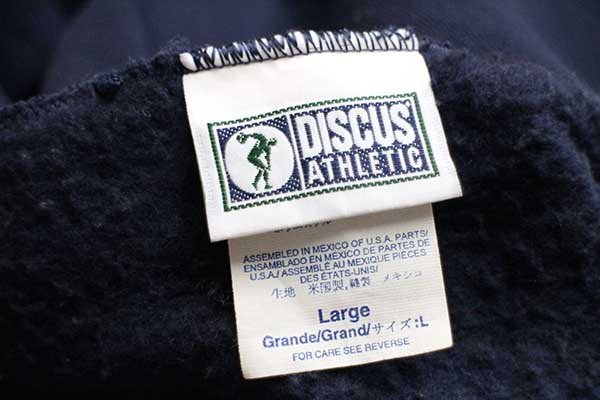 DISCUS
ATHLETIC
ASSEMBLED IN MEXICO OF U.S.A. PARTS/
ENSAMBLADO EN MEXICO DE PARTES DE
U.S.A./ ASSEMBLÉ AU MEXIQUE PIÈCES
DES ÉTATS-UNIS/
生地 米国製,縫製 メキシコ
Large
Grande/Grand/サイズ:L
FOR CARE SEE REVERSE